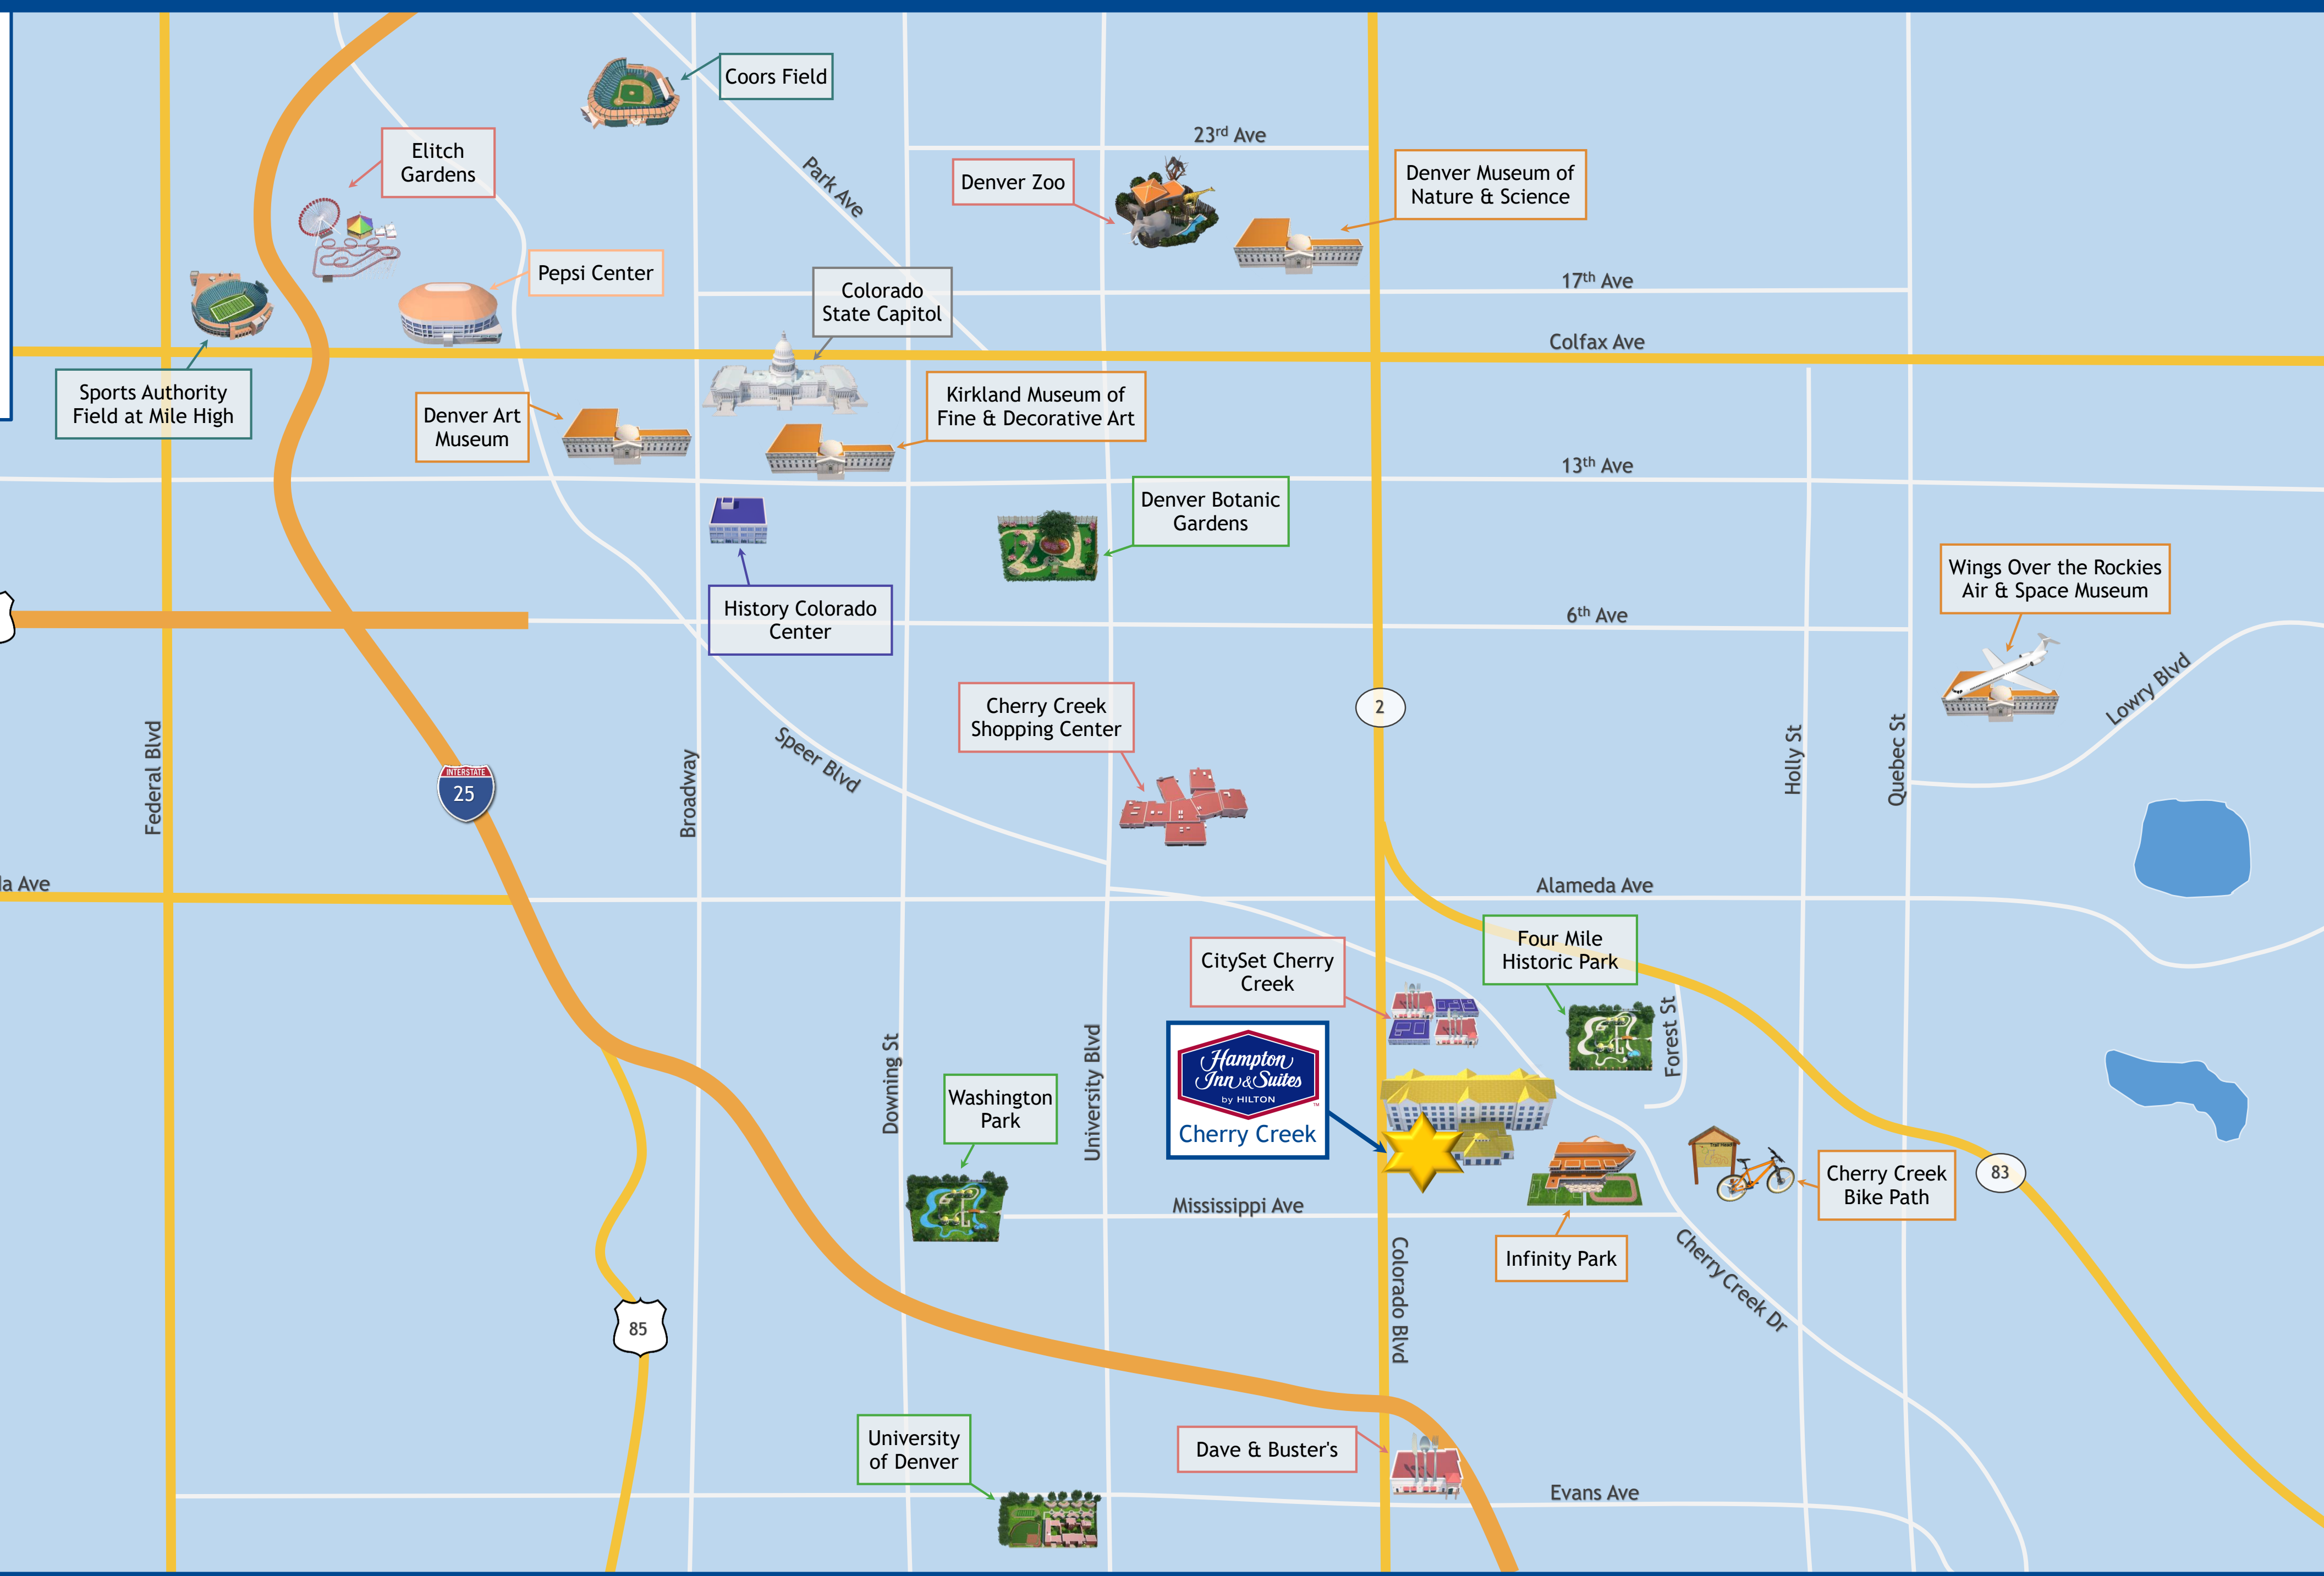 Coors Field
Elitch
Gardens
Park Ave
23rd Ave
Denver Zoo
Denver Museum of
Nature & Science
Pepsi Center
Colorado
State Capitol
17th Ave
Colfax Ave
Sports Authority
Field at Mile High
Denver Art
Museum
Kirkland Museum of
Fine & Decorative Art
13th Ave
Denver Botanic
Gardens
History Colorado
Center
6th Ave
Wings Over the Rockies
Air & Space Museum
Lowry Blvd
Cherry Creek
Shopping Center
2
Federal Blvd
INTERSTATE
25
Broadway
Speer Blvd
Holly St
Quebec St
la Ave
Alameda Ave
CitySet Cherry
Creek
Four Mile
Historic Park
Forest St
Hampton
Inn & Suites
by HILTON
™
Cherry Creek
Downing St
University Blvd
Washington
Park
Mississippi Ave
Infinity Park
Cherry Creek
Bike Path
83
Colorado Blvd
Cherry Creek Dr
85
University
of Denver
Dave & Buster's
Evans Ave